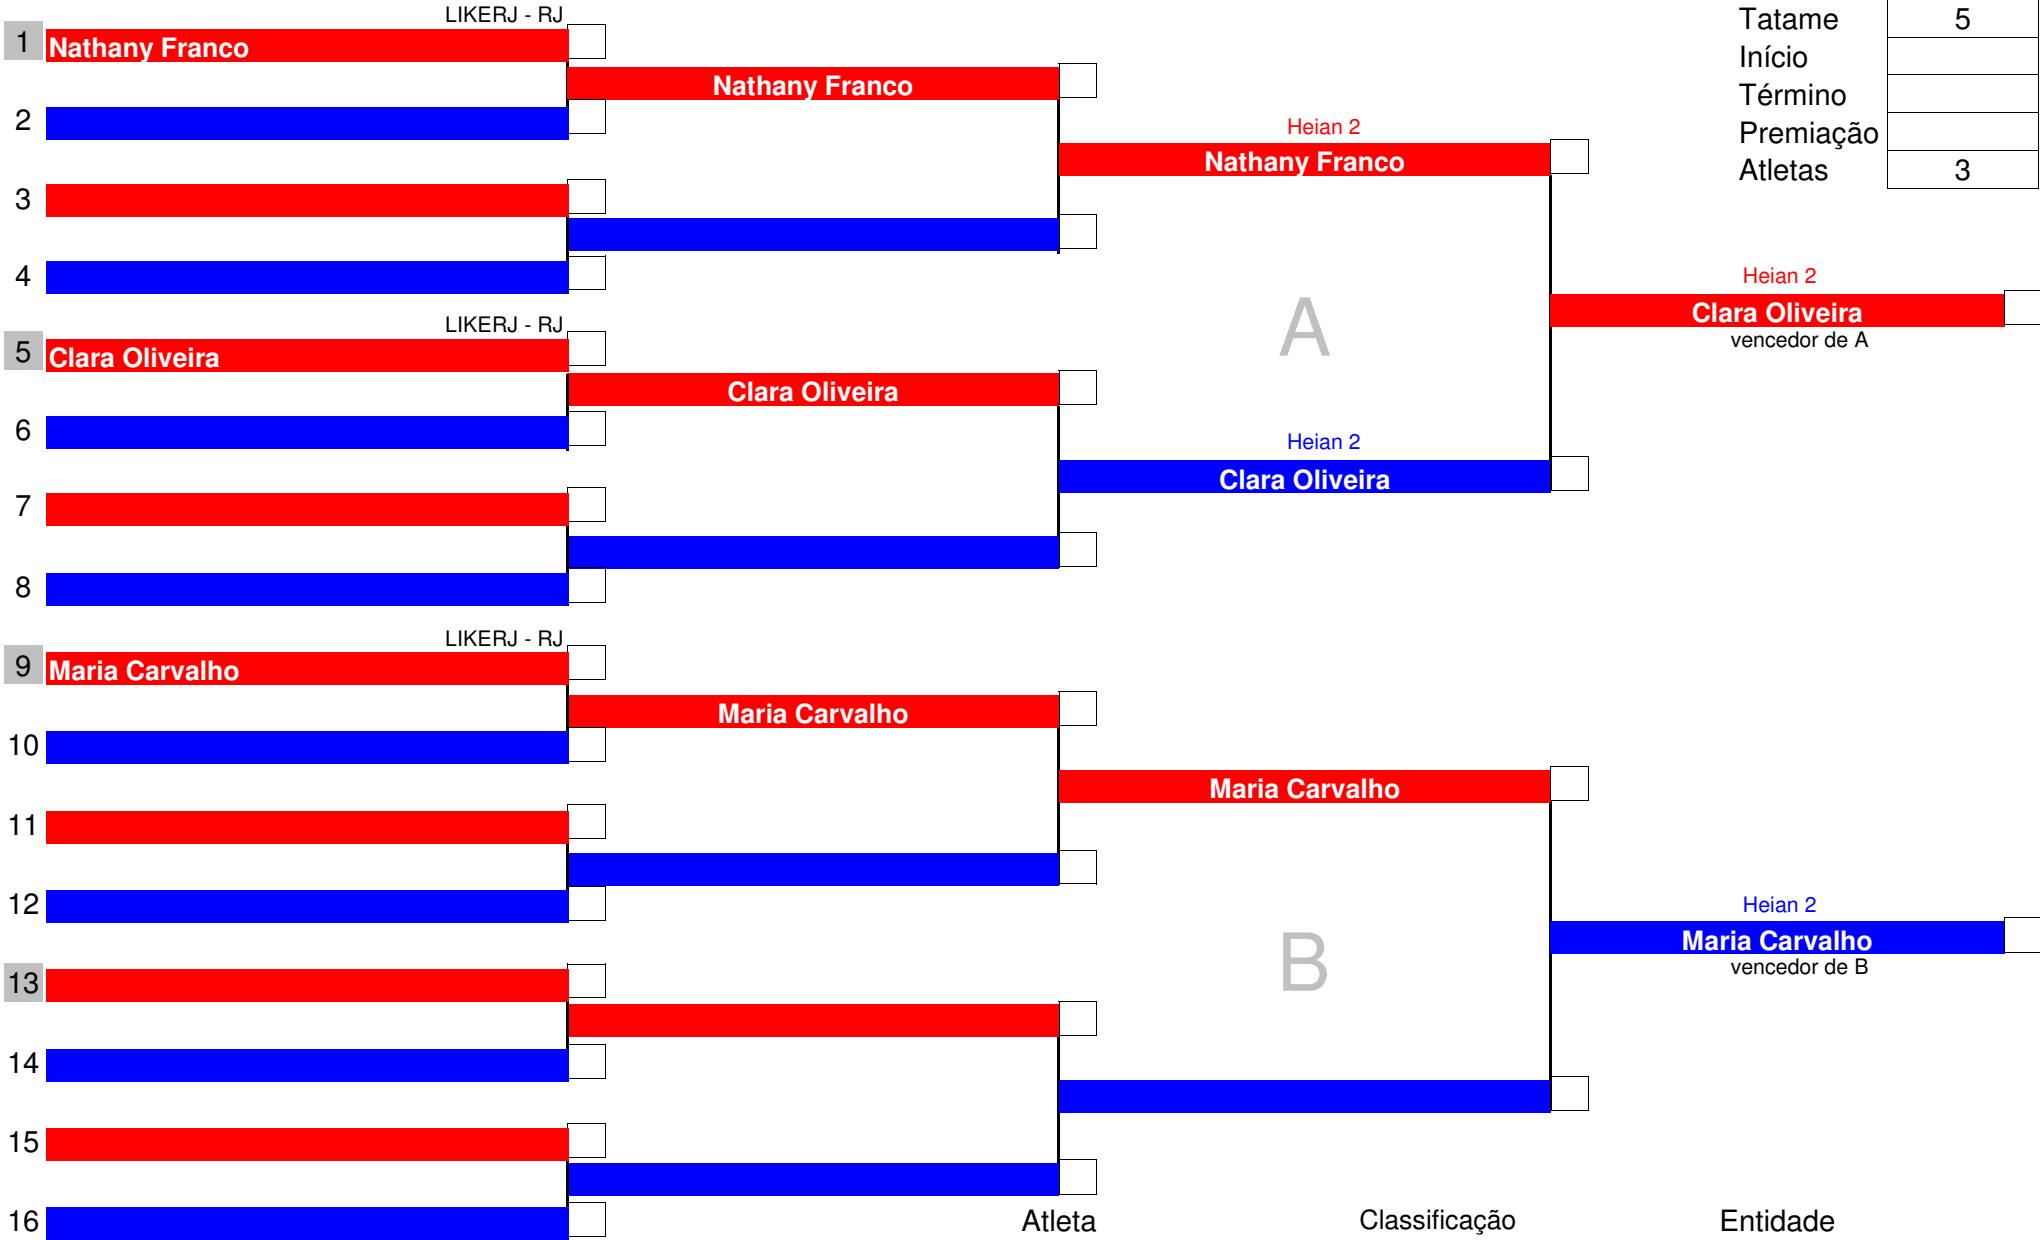 LIKERJ - RJ
1 Nathany Franco
Nathany Franco
2
Heian 2
Nathany Franco
3
4
Tatame 5
Início
Término
Premiação
Atletas 3
LIKERJ - RJ
5 Clara Oliveira
Clara Oliveira
6
Heian 2
Clara Oliveira
7
8
A
Heian 2
Clara Oliveira
vencedor de A
LIKERJ - RJ
9 Maria Carvalho
Maria Carvalho
10
Maria Carvalho
11
12
B
Heian 2
Maria Carvalho
vencedor de B
13
14
15
16
Atleta Classificação Entidade